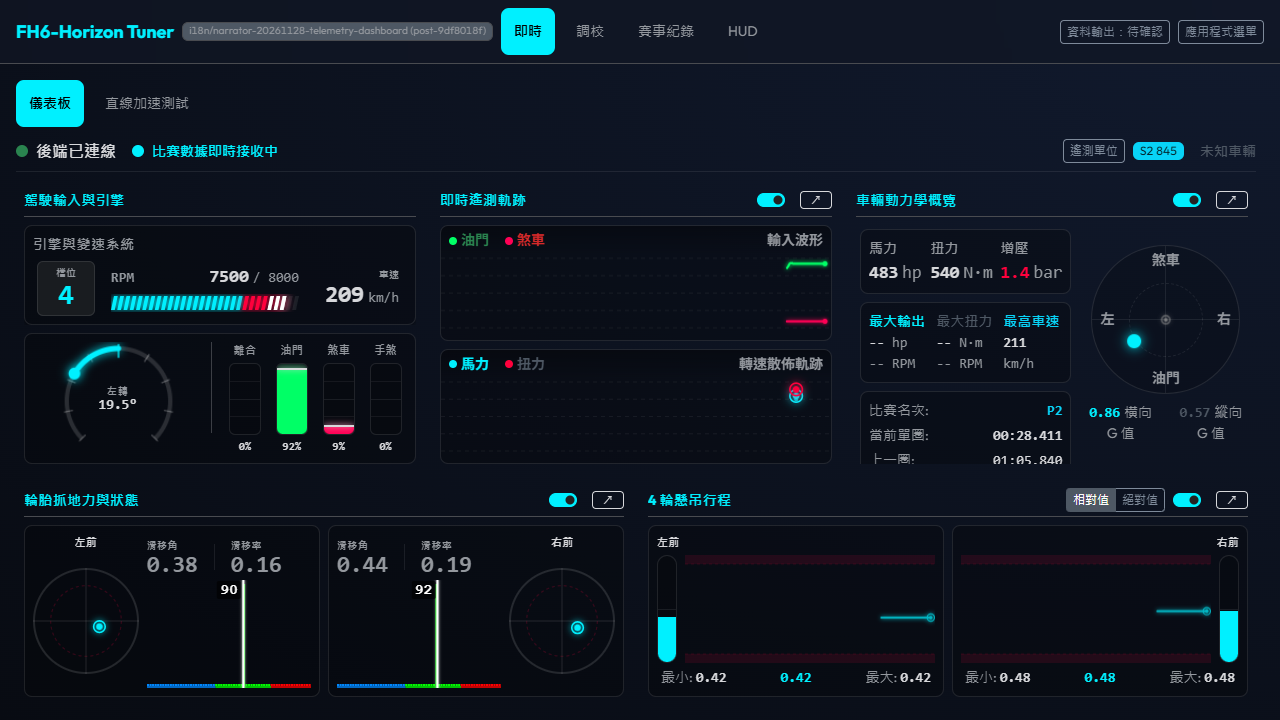 FH6-Horizon Tuner
i18n/narrator-20261128-telemetry-dashboard (post-9df8018f)
即時
調校
賽事紀錄
HUD
資料輸出：待確認
應用程式選單
儀表板
直線加速測試
後端已連線
比賽數據即時接收中
遙測單位
S2 845
未知車輛
駕駛輸入與引擎
引擎與變速系統
檔位
4
RPM
7500 / 8000
車速
209 km/h
左轉
19.5°
離合
油門
煞車
手煞
0%
92%
9%
0%
即時遙測軌跡
↗
油門
煞車
輸入波形
馬力
扭力
轉速散佈軌跡
車輛動力學概覽
↗
馬力
扭力
增壓
483 hp
540 N·m
1.4 bar
最大輸出
最大扭力
最高車速
-- hp
-- N·m
211
-- RPM
-- RPM
km/h
比賽名次:
P2
當前單圈:
00:28.411
上一圈:
01:05.840
煞車
左
右
油門
0.86 橫向
G 值
0.57 縱向
G 值
輪胎抓地力與狀態
↗
左前
滑移角
0.38
滑移率
0.16
90
滑移角
0.44
滑移率
0.19
92
右前
4 輪懸吊行程
相對值
絕對值
↗
左前
最小: 0.42
0.42
最大: 0.42
右前
最小: 0.48
0.48
最大: 0.48